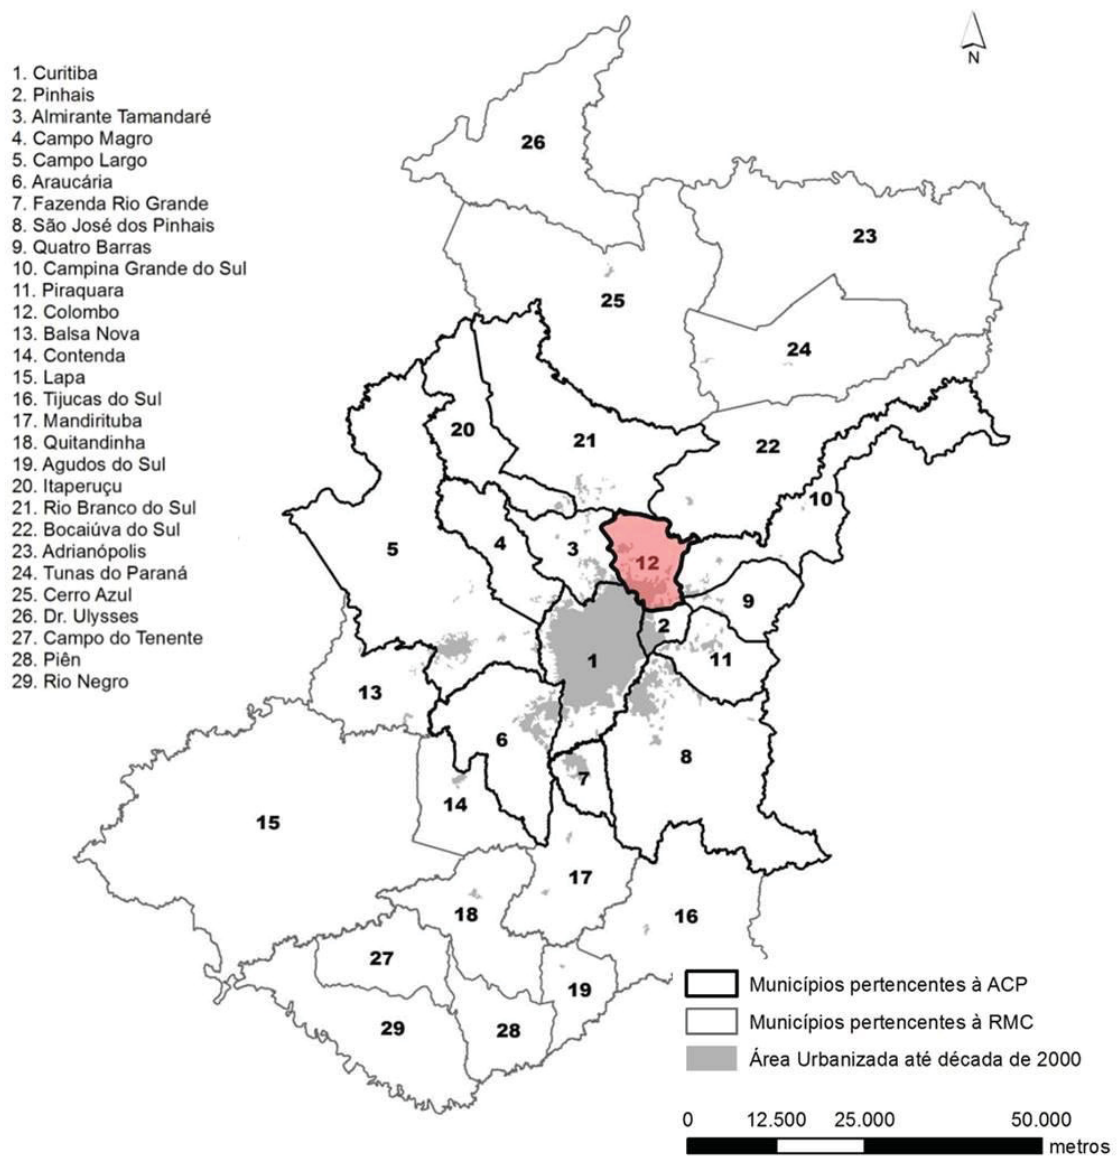 N
1. Curitiba
2. Pinhais
3. Almirante Tamandaré
4. Campo Magro
5. Campo Largo
6. Araucária
7. Fazenda Rio Grande
8. São José dos Pinhais
9. Quatro Barras
10. Campina Grande do Sul
11. Piraquara
12. Colombo
13. Balsa Nova
14. Contenda
15. Lapa
16. Tijucas do Sul
17. Mandirituba
18. Quitandinha
19. Agudos do Sul
20. Itaperuçu
21. Rio Branco do Sul
22. Bocaiúva do Sul
23. Adrianópolis
24. Tunas do Paraná
25. Cerro Azul
26. Dr. Ulysses
27. Campo do Tenente
28. Piên
29. Rio Negro
26
23
25
24
20
21
22
10
5
4
3
12
9
2
1
11
13
6
8
7
14
15
17
18
16
27
19
29
28
Municípios pertencentes à ACP
Municípios pertencentes à RMC
Área Urbanizada até década de 2000
0 12.500 25.000 50.000
metros